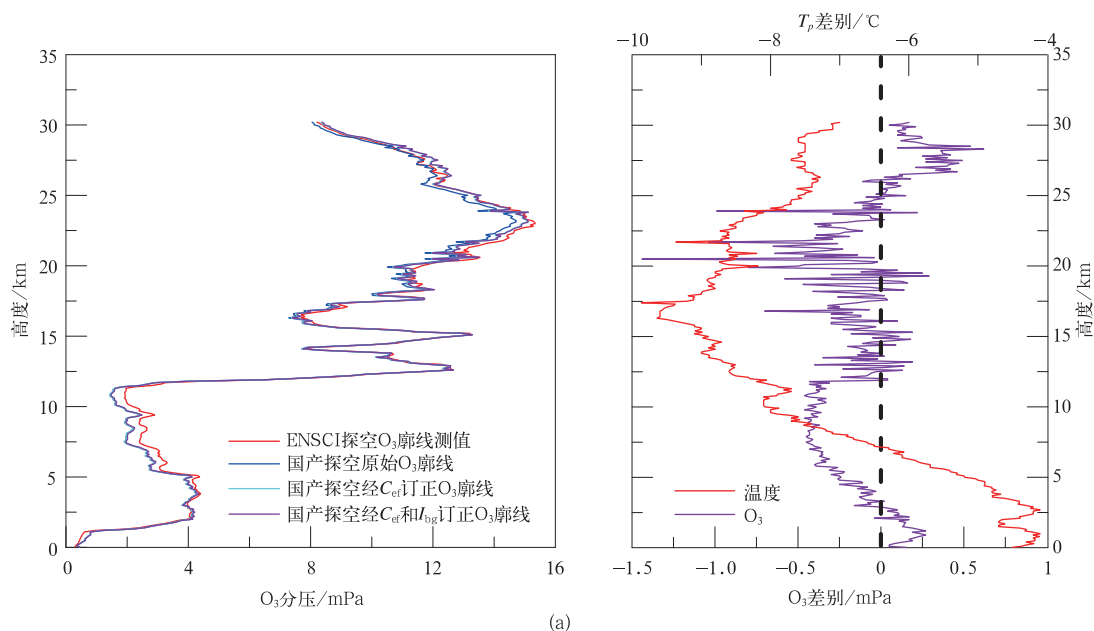 35
30
25
20
15
10
5
0
高度/km
0 4 8 12 16
O₃分压/mPa
ENSCI探空O₃廓线测值
国产探空原始O₃廓线
国产探空经Cef订正O₃廓线
国产探空经Cef和Ibg订正O₃廓线
Tp差别/℃
−10 −8 −6 −4
35
30
25
20
15
10
5
0
高度/km
温度
O₃
−1.5 −1.0 −0.5 0 0.5 1
O₃差别/mPa
(a)